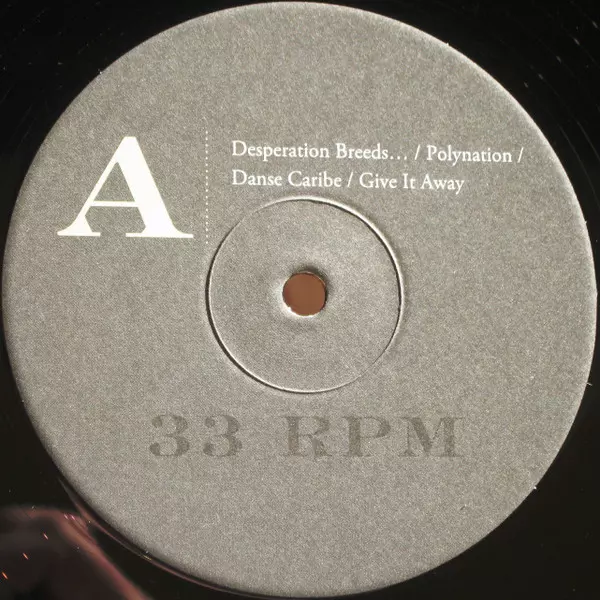 A
Desperation Breeds... / Polynation /
Danse Caribe / Give It Away
33 RPM